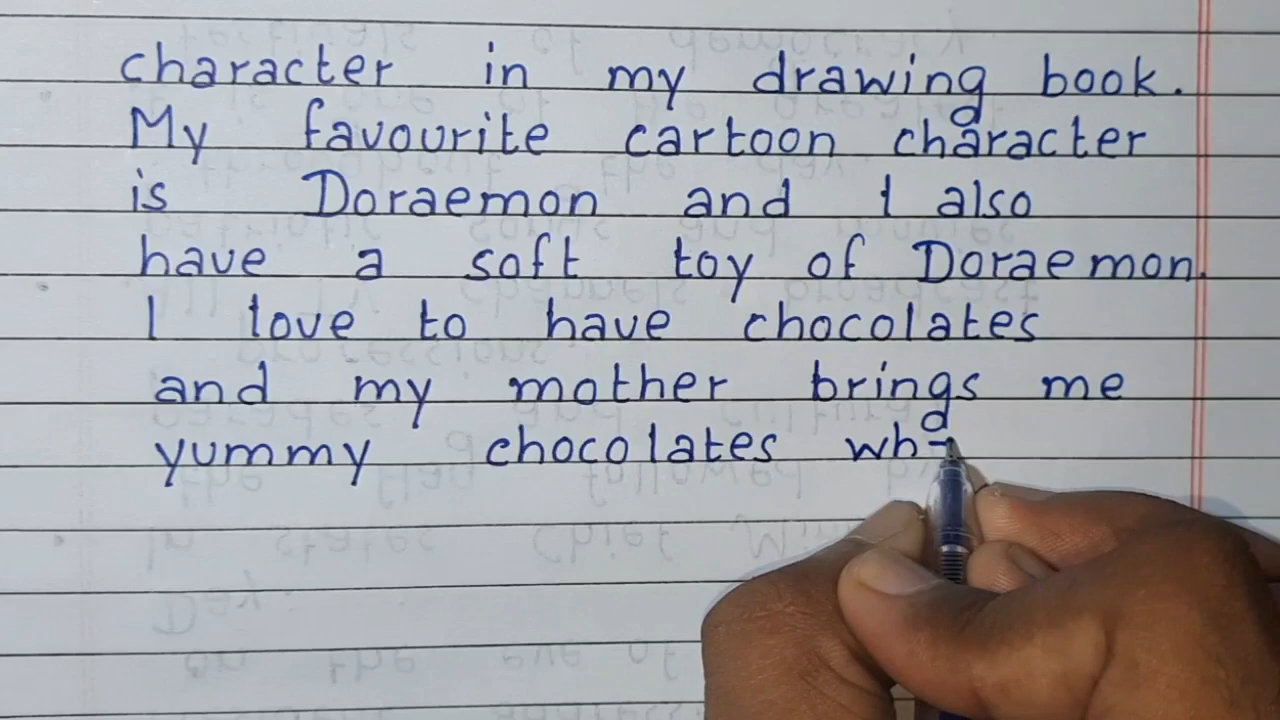 character in my drawing book.
My favourite cartoon character
is Doraemon and I also
have a soft toy of Doraemon.
I love to have chocolates
and my mother brings me
yummy chocolates wh